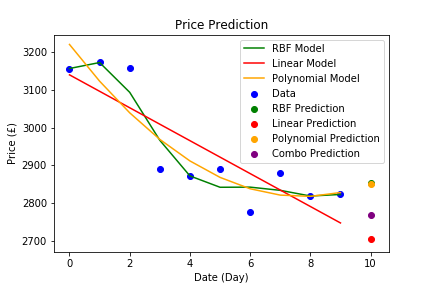 Price Prediction
RBF Model
Linear Model
Polynomial Model
Data
RBF Prediction
Linear Prediction
Polynomial Prediction
Combo Prediction
Price (£)
3200
3100
3000
2900
2800
2700
0 2 4 6 8 10
Date (Day)